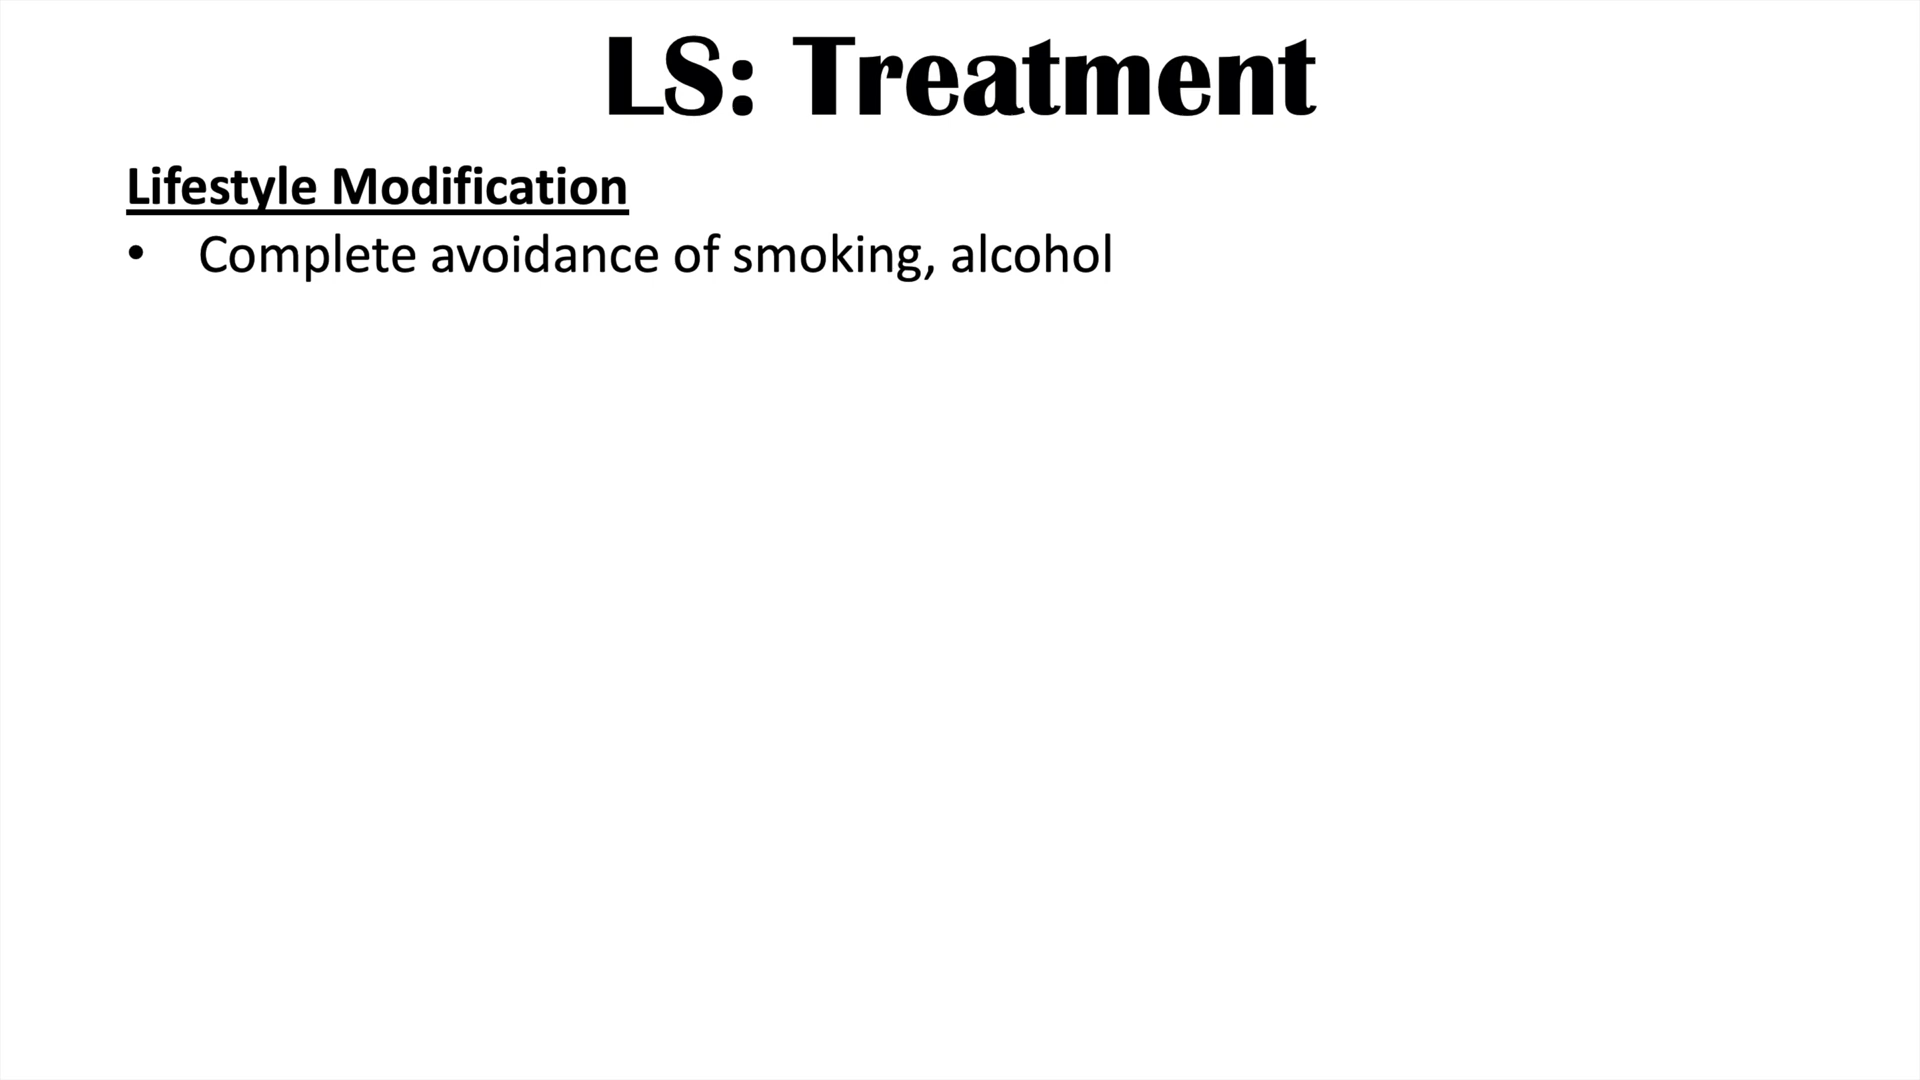 LS: Treatment
Lifestyle Modification
• Complete avoidance of smoking, alcohol